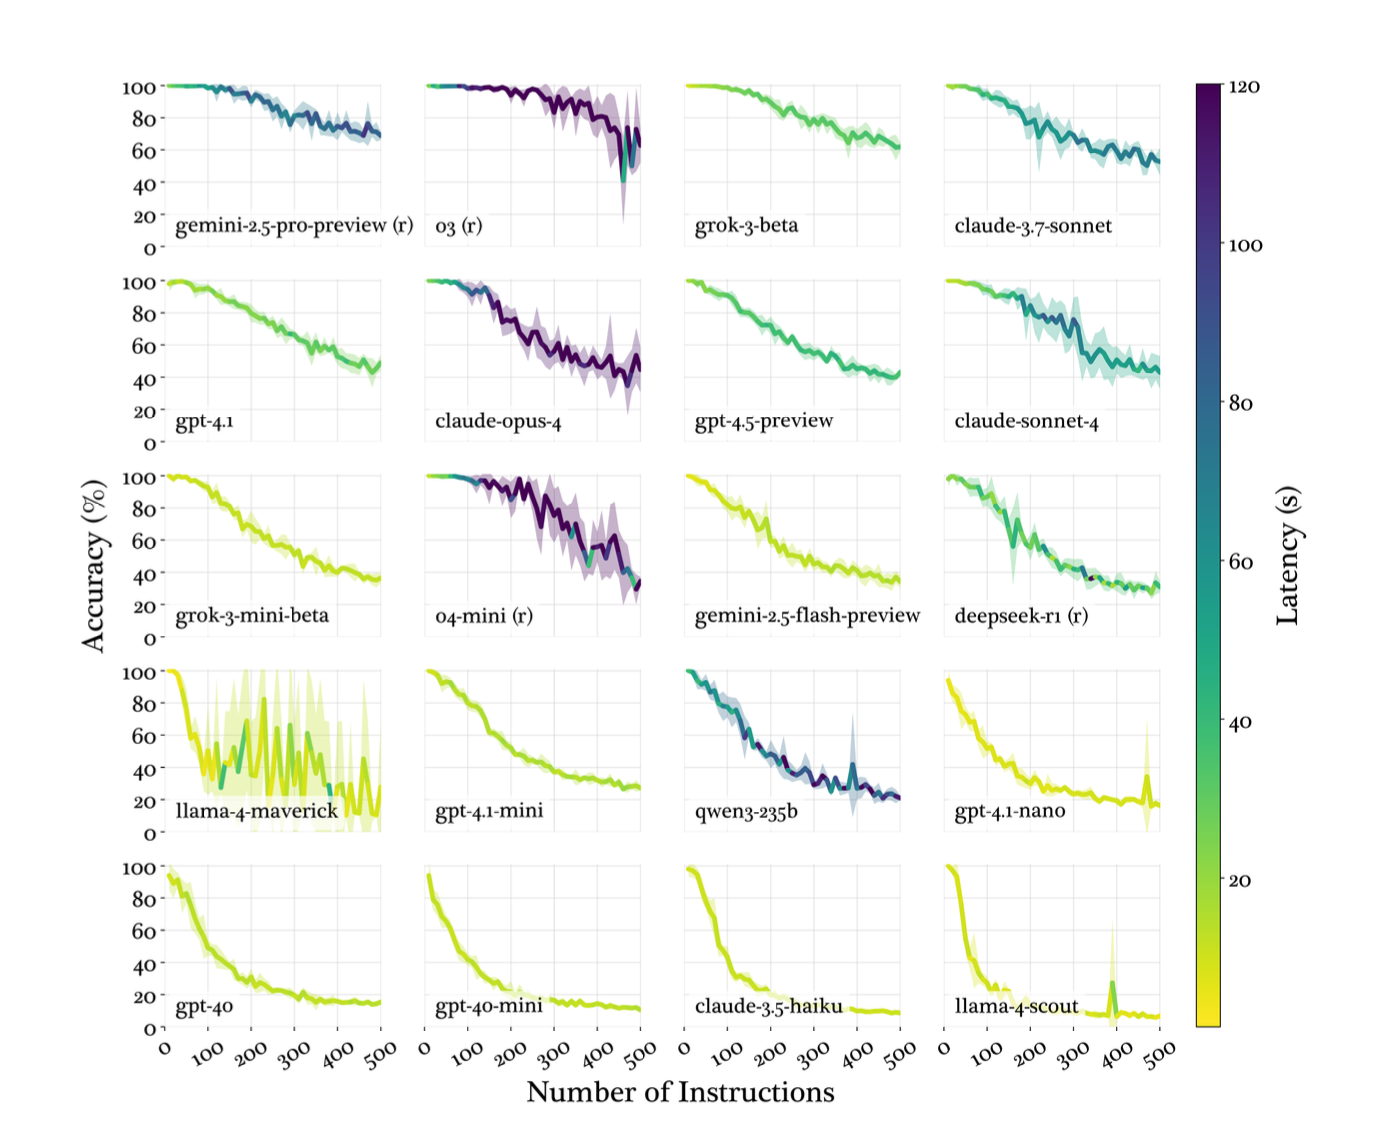 100
80
60
40
20
0
gemini-2.5-pro-preview (r)
o3 (r)
grok-3-beta
claude-3.7-sonnet
100
80
60
40
20
0
gpt-4.1
claude-opus-4
gpt-4.5-preview
claude-sonnet-4
100
80
60
40
20
0
grok-3-mini-beta
o4-mini (r)
gemini-2.5-flash-preview
deepseek-r1 (r)
100
80
60
40
20
0
llama-4-maverick
gpt-4.1-mini
qwen3-235b
gpt-4.1-nano
100
80
60
40
20
0
gpt-4o
gpt-4o-mini
claude-3.5-haiku
llama-4-scout
0 100 200 300 400 500
0 100 200 300 400 500
0 100 200 300 400 500
0 100 200 300 400 500
Number of Instructions
Accuracy (%)
120
100
80
60
40
20
Latency (s)